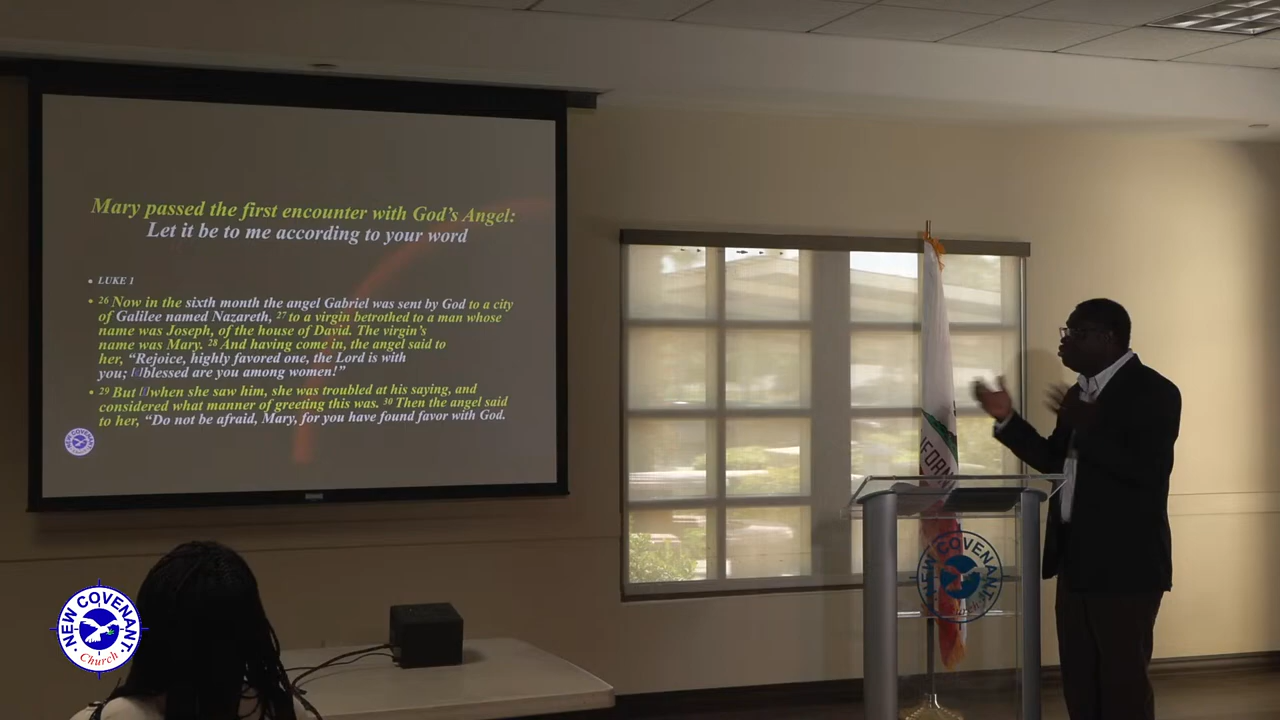 Mary passed the first encounter with God's Angel:
Let it be to me according to your word
• LUKE 1
• 26 Now in the sixth month the angel Gabriel was sent by God to a city
of Galilee named Nazareth, 27 to a virgin betrothed to a man whose
name was Joseph, of the house of David. The virgin's
name was Mary. 28 And having come in, the angel said to
her, “Rejoice, highly favored one, the Lord is with
you; blessed are you among women!”
• 29 But when she saw him, she was troubled at his saying, and
considered what manner of greeting this was. 30 Then the angel said
to her, “Do not be afraid, Mary, for you have found favor with God.
NEW COVENANT
IFORN
NEW COVENANT
Church
NEW COVENANT
Church